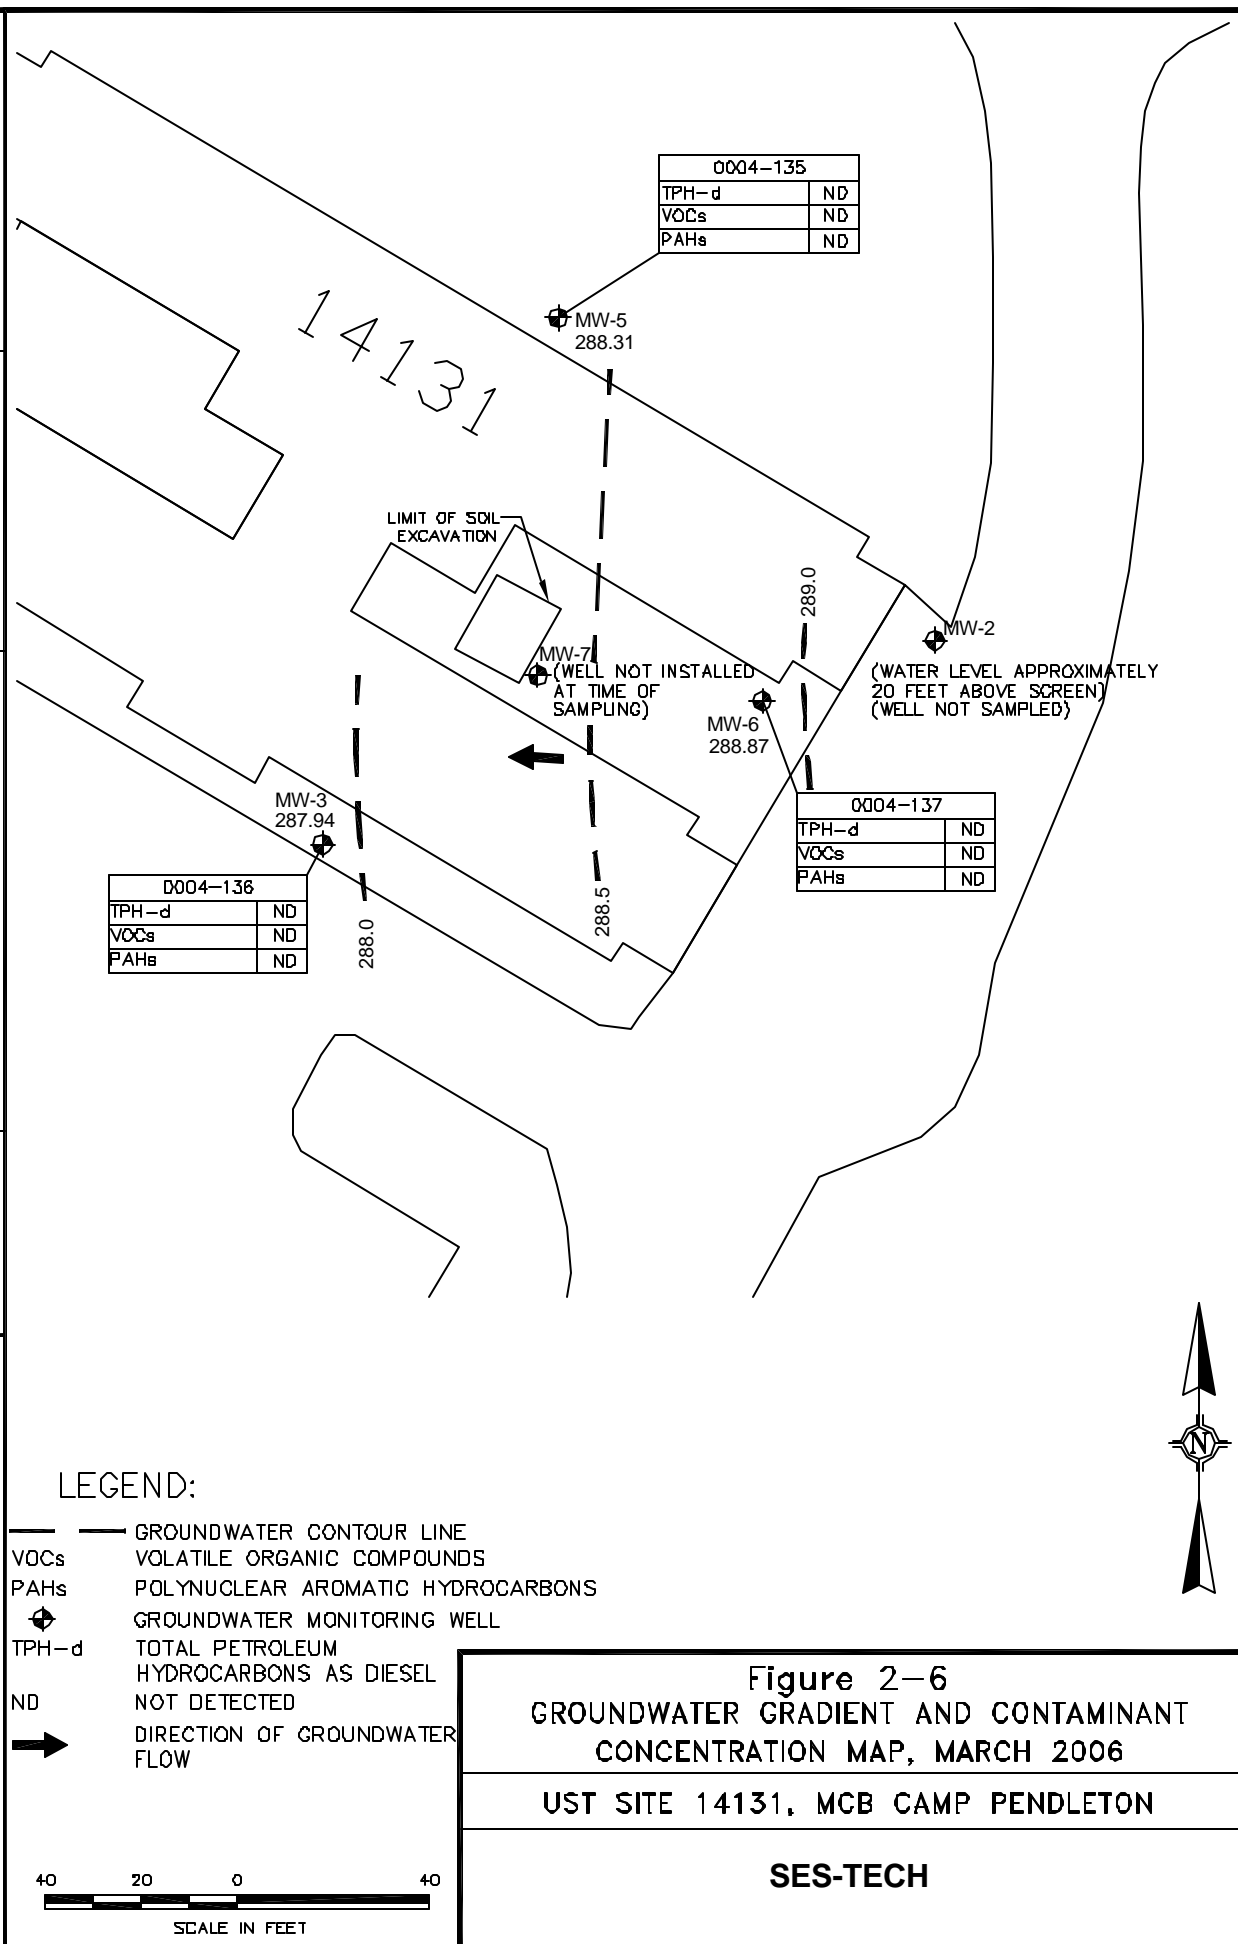 0004-135
TPH-d ND
VOCs ND
PAHs ND
MW-5
288.31
14131
LIMIT OF SOIL
EXCAVATION
289.0
MW-2
(WATER LEVEL APPROXIMATELY
20 FEET ABOVE SCREEN)
(WELL NOT SAMPLED)
MW-7
(WELL NOT INSTALLED
AT TIME OF
SAMPLING)
MW-6
288.87
MW-3
287.94
0004-137
TPH-d ND
VOCs ND
PAHs ND
0004-136
TPH-d ND
VOCs ND
PAHs ND
288.0
288.5
N
LEGEND:
GROUNDWATER CONTOUR LINE
VOCs VOLATILE ORGANIC COMPOUNDS
PAHs POLYNUCLEAR AROMATIC HYDROCARBONS
GROUNDWATER MONITORING WELL
TPH-d TOTAL PETROLEUM
HYDROCARBONS AS DIESEL
ND NOT DETECTED
DIRECTION OF GROUNDWATER
FLOW
40 20 0 40
SCALE IN FEET
Figure 2-6
GROUNDWATER GRADIENT AND CONTAMINANT
CONCENTRATION MAP, MARCH 2006
UST SITE 14131, MCB CAMP PENDLETON
SES-TECH